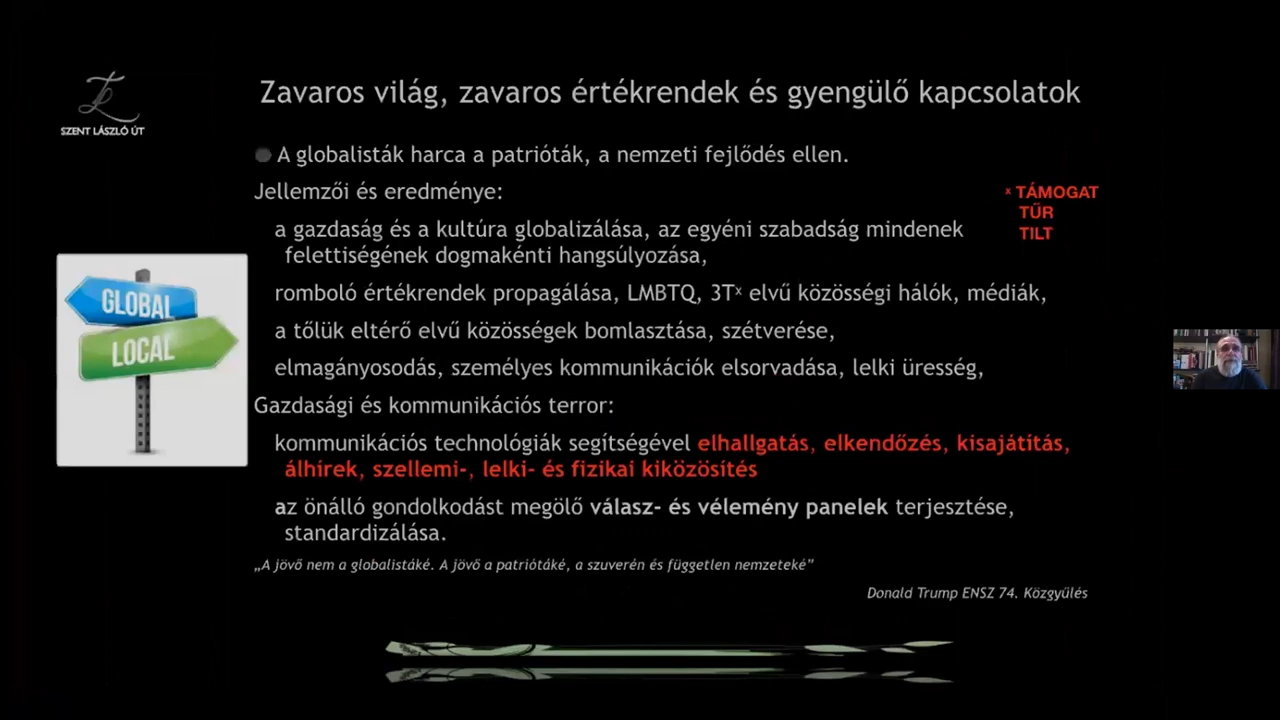 Zavaros világ, zavaros értékrendek és gyengülő kapcsolatok
SZENT LÁSZLÓ ÚT
A globalisták harca a patrióták, a nemzeti fejlődés ellen.
Jellemzői és eredménye:
x TÁMOGAT
TŰR
TILT
a gazdaság és a kultúra globalizálása, az egyéni szabadság mindenek
felettiségének dogmakénti hangsúlyozása,
romboló értékrendek propagálása, LMBTQ, 3Tˣ elvű közösségi hálók, médiák,
GLOBAL
LOCAL
a tőlük eltérő elvű közösségek bomlasztása, szétverése,
elmagányosodás, személyes kommunikációk elsorvadása, lelki üresség,
Gazdasági és kommunikációs terror:
kommunikációs technológiák segítségével elhallgatás, elkendőzés, kisajátítás,
álhírek, szellemi-, lelki- és fizikai kiközösítés
az önálló gondolkodást megölő válasz- és vélemény panelek terjesztése,
standardizálása.
„A jövő nem a globalistáké. A jövő a patriótáké, a szuverén és független nemzeteké”
Donald Trump ENSZ 74. Közgyűlés